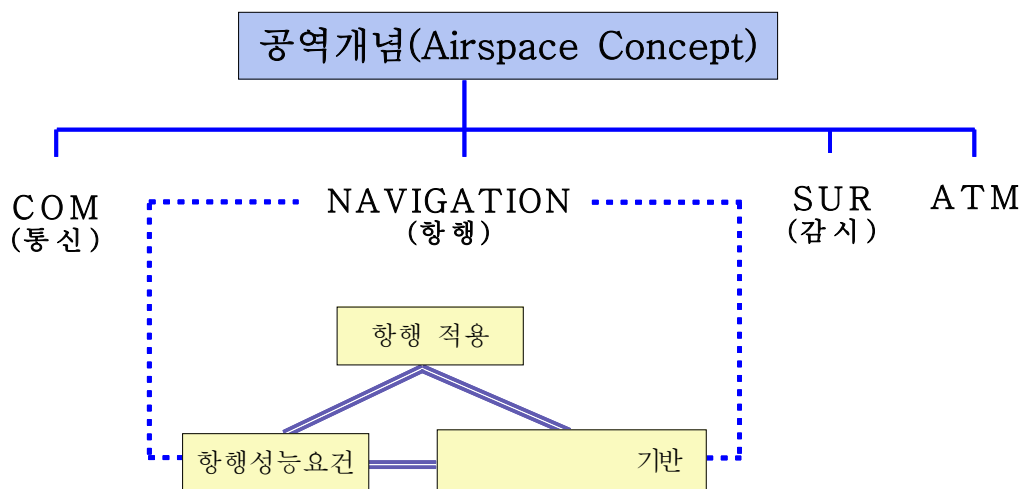 공역개념(Airspace Concept)
COM
(통신)
NAVIGATION
(항행)
SUR
(감시)
ATM
항행 적용
항행성능요건
기반